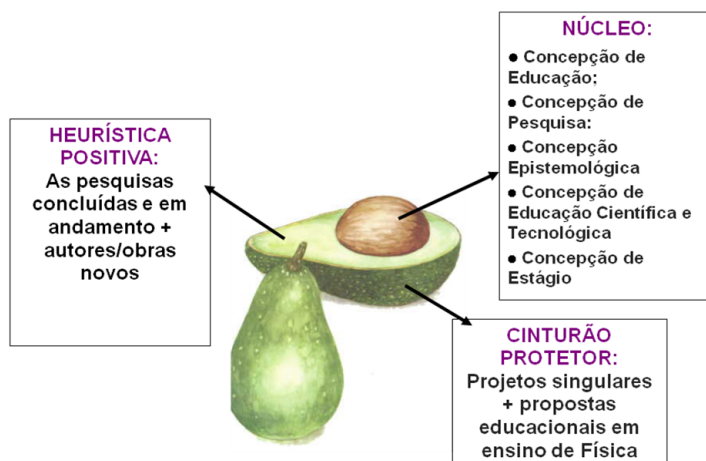 HEURÍSTICA
POSITIVA:
As pesquisas
concluídas e em
andamento +
autores/obras
novos
NÚCLEO:
● Concepção de
Educação;
● Concepção de
Pesquisa:
● Concepção
Epistemológica
● Concepção de
Educação Científica e
Tecnológica
● Concepção de
Estágio
CINTURÃO
PROTETOR:
Projetos singulares
+ propostas
educacionais em
ensino de Física